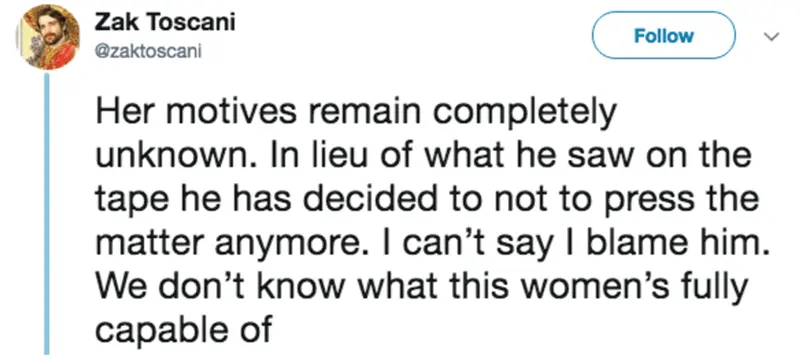 Zak Toscani
@zaktoscani
Follow
Her motives remain completely
unknown. In lieu of what he saw on the
tape he has decided to not to press the
matter anymore. I can’t say I blame him.
We don’t know what this women’s fully
capable of